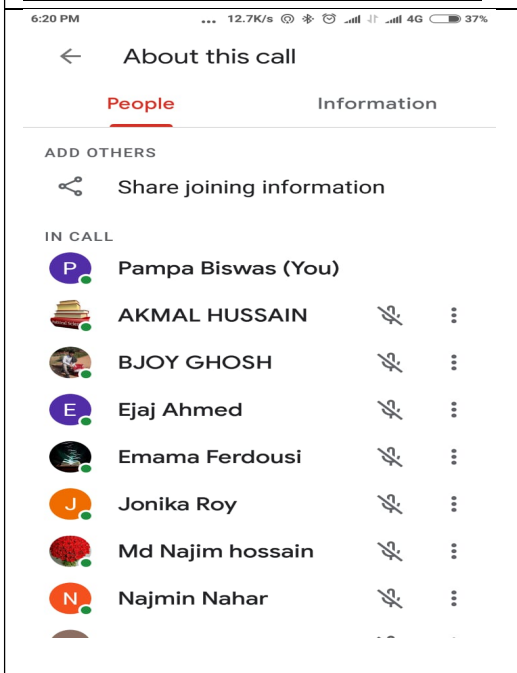 6:20 PM ... 12.7K/s 4G 37%
About this call
People Information
ADD OTHERS
Share joining information
IN CALL
P Pampa Biswas (You)
AKMAL HUSSAIN
BJOY GHOSH
E Ejaj Ahmed
Emama Ferdousi
J Jonika Roy
Md Najim hossain
N Najmin Nahar